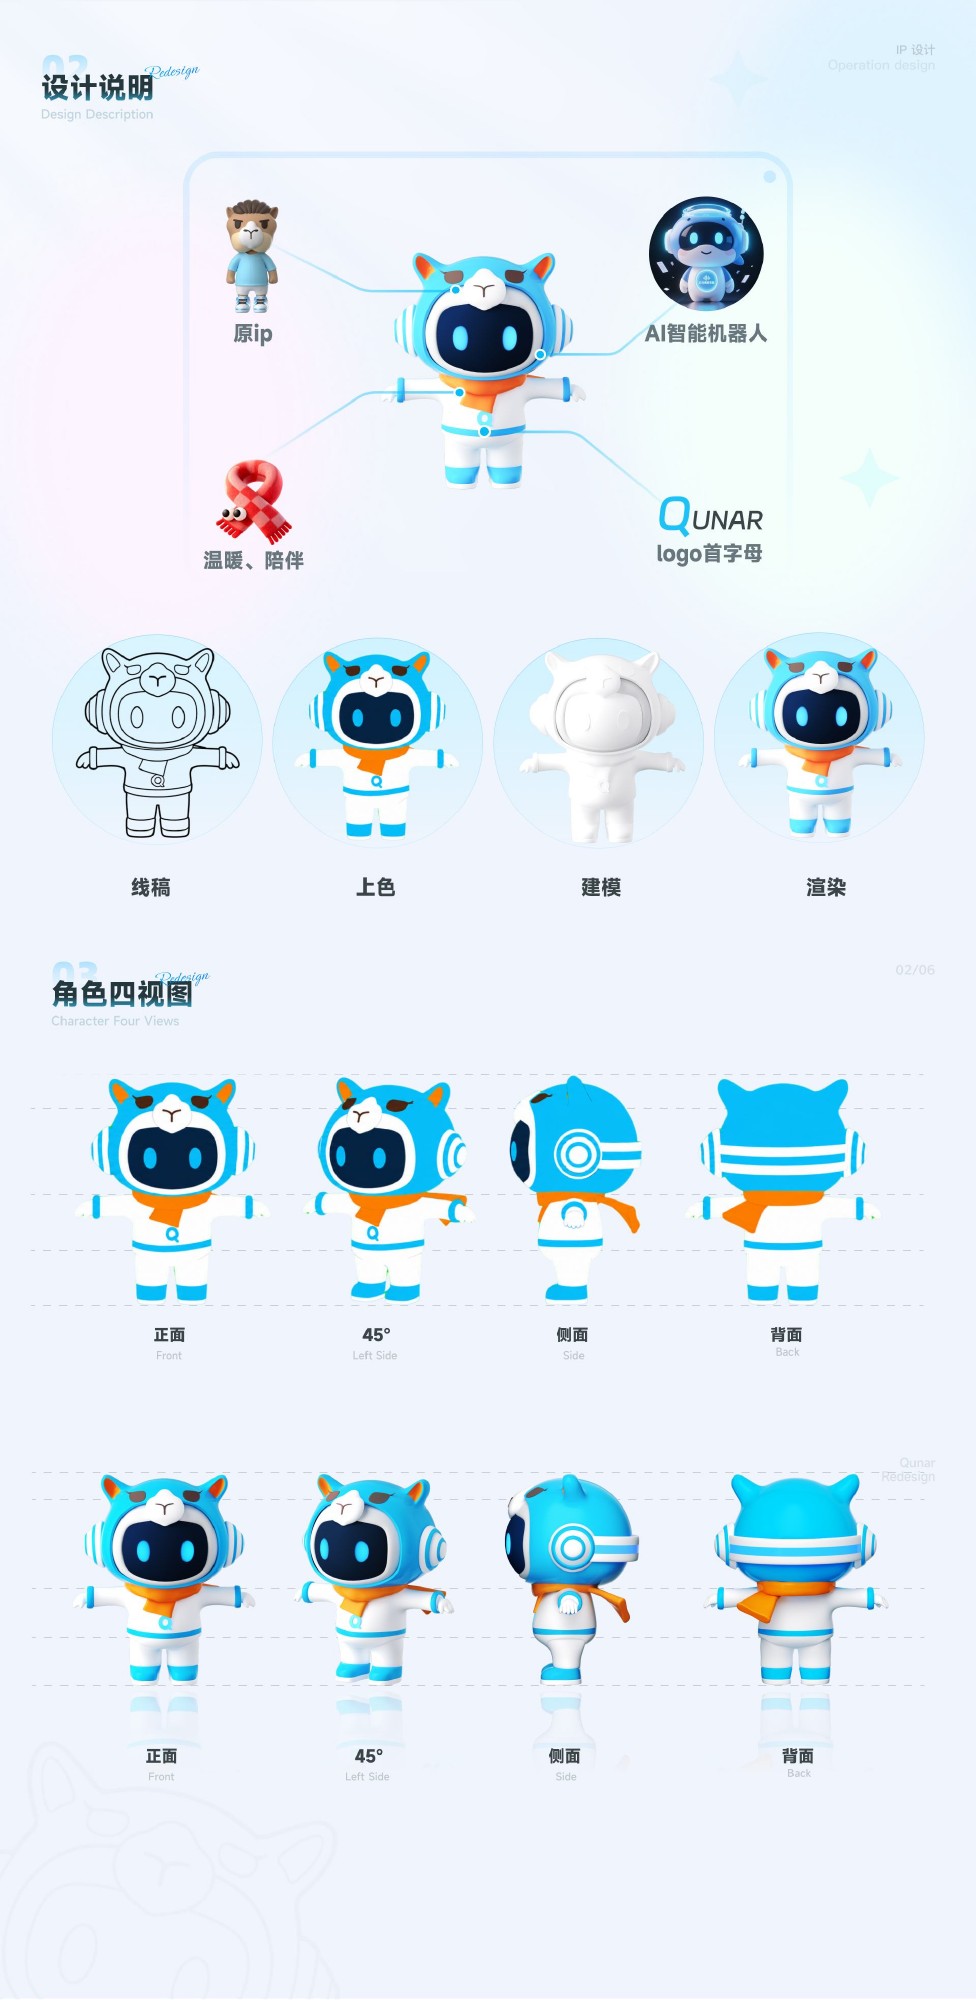 02
Redesign
设计说明
Design Description
IP 设计
Operation design
原ip
AI智能机器人
温暖、陪伴
QUNAR
logo首字母
Q
线稿
上色
建模
渲染
03
Redesign
角色四视图
Character Four Views
02/06
正面
Front
45°
Left Side
侧面
Side
背面
Back
Qunar
Redesign
正面
Front
45°
Left Side
侧面
Side
背面
Back